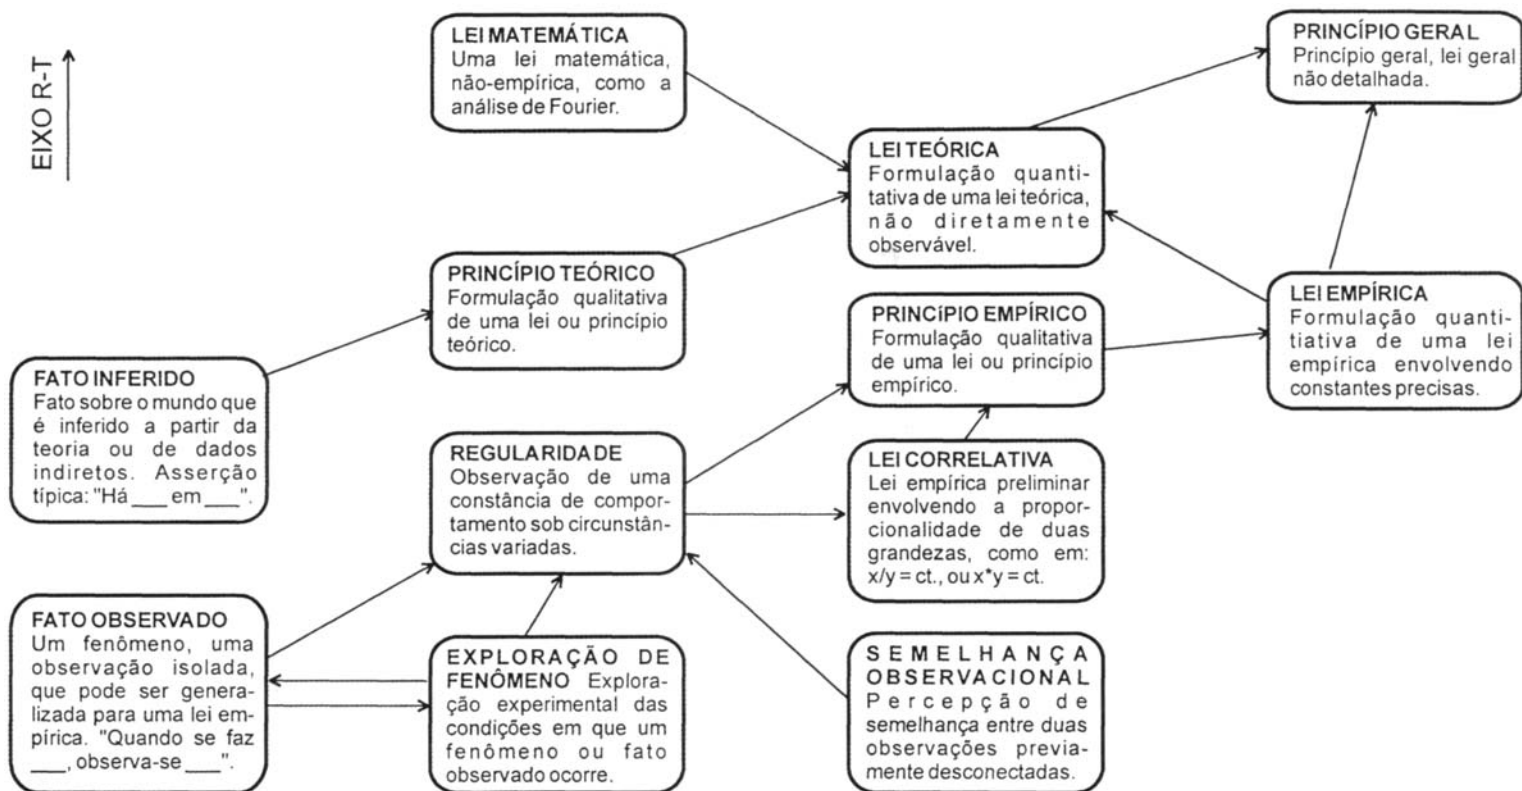 EIXO R-T
LEI MATEMÁTICA
Uma lei matemática,
não-empírica, como a
análise de Fourier.
PRINCÍPIO GERAL
Princípio geral, lei geral
não detalhada.
LEI TEÓRICA
Formulação quanti-
tativa de uma lei teórica,
não diretamente
observável.
PRINCÍPIO TEÓRICO
Formulação qualitativa
de uma lei ou princípio
teórico.
PRINCÍPIO EMPÍRICO
Formulação qualitativa
de uma lei ou princípio
empírico.
LEI EMPÍRICA
Formulação quanti-
tiativa de uma lei
empírica envolvendo
constantes precisas.
FATO INFERIDO
Fato sobre o mundo que
é inferido a partir da
teoria ou de dados
indiretos. Asserção
típica: "Há ___ em ___".
REGULARIDADE
Observação de uma
constância de compor-
tamento sob circunstân-
cias variadas.
LEI CORRELATIVA
Lei empírica preliminar
envolvendo a propor-
cionalidade de duas
grandezas, como em:
x/y = ct., ou x*y = ct.
FATO OBSERVADO
Um fenômeno, uma
observação isolada,
que pode ser genera-
lizada para uma lei em-
pírica. "Quando se faz
___, observa-se ___".
EXPLORAÇÃO DE
FENÔMENO Explora-
ção experimental das
condições em que um
fenômeno ou fato
observado ocorre.
SEMELHANÇA
OBSERVACIONAL
Percepção de
semelhança entre duas
observações previa-
mente desconectadas.